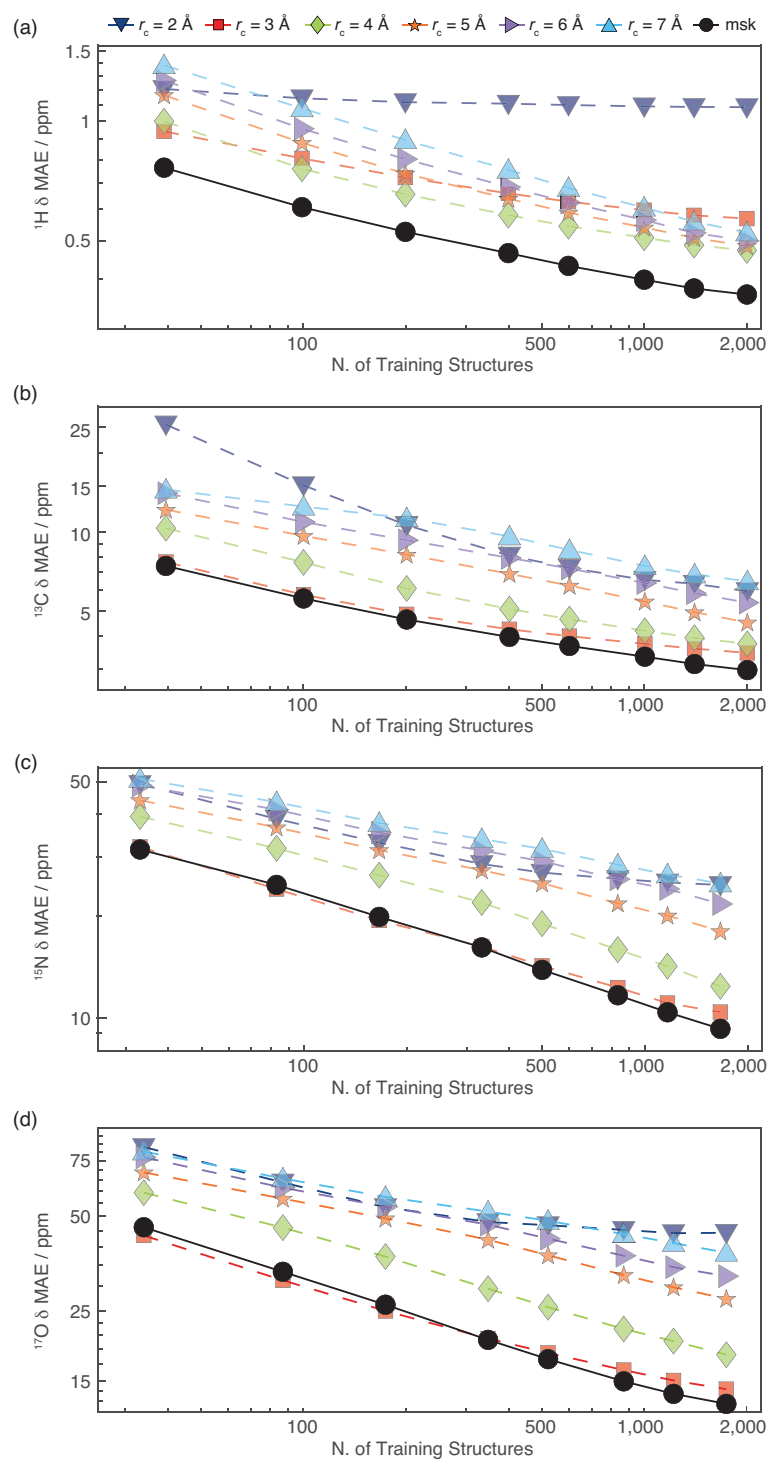 (a)
r_c = 2 Å r_c = 3 Å r_c = 4 Å r_c = 5 Å r_c = 6 Å r_c = 7 Å msk
1.5
1
0.5
¹H δ MAE / ppm
100 500 1,000 2,000
N. of Training Structures
(b)
25
15
10
5
¹³C δ MAE / ppm
100 500 1,000 2,000
N. of Training Structures
(c)
50
10
¹⁵N δ MAE / ppm
100 500 1,000 2,000
N. of Training Structures
(d)
75
50
25
15
¹⁷O δ MAE / ppm
100 500 1,000 2,000
N. of Training Structures